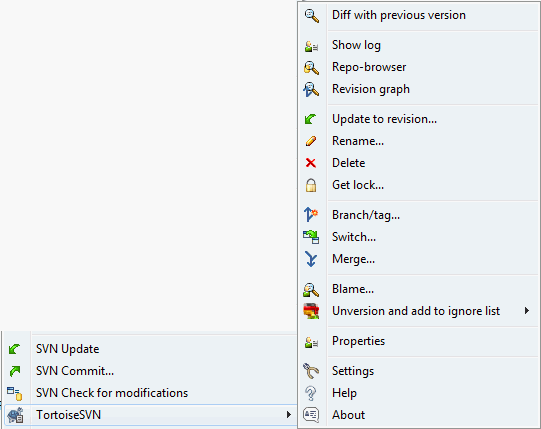 Diff with previous version
Show log
Repo-browser
Revision graph
Update to revision...
Rename...
Delete
Get lock...
Branch/tag...
Switch...
Merge...
Blame...
Unversion and add to ignore list
Properties
Settings
Help
About
SVN Update
SVN Commit...
SVN Check for modifications
TortoiseSVN